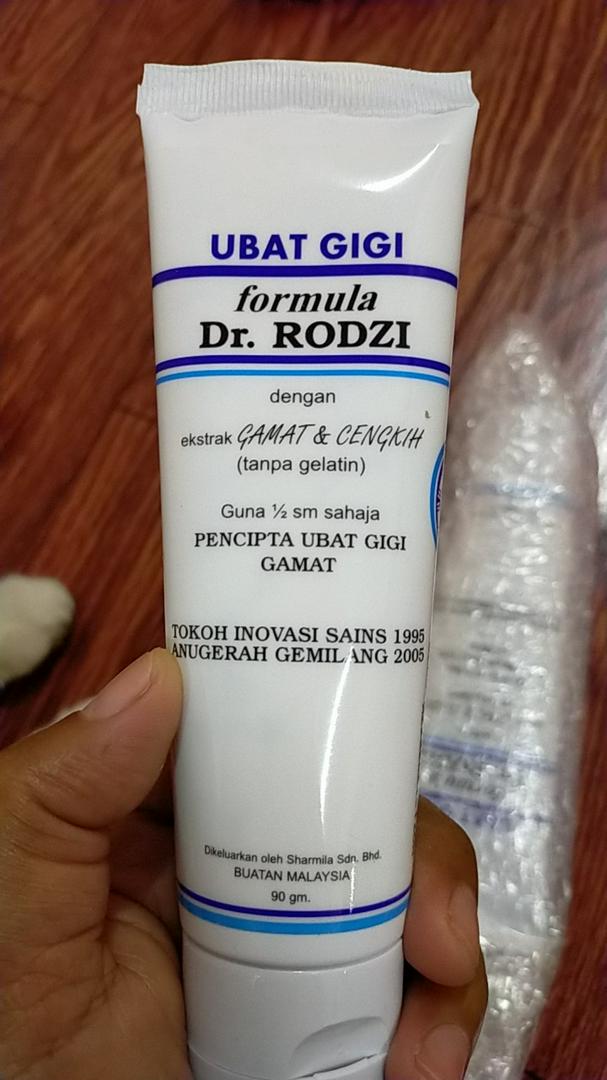 UBAT GIGI
formula
Dr. RODZI
dengan
ekstrak GAMAT & CENGKIH
(tanpa gelatin)
Guna ½ sm sahaja
PENCIPTA UBAT GIGI
GAMAT
TOKOH INOVASI SAINS 1995
ANUGERAH GEMILANG 2005
Dikeluarkan oleh Sharmila Sdn. Bhd.
BUATAN MALAYSIA
90 gm.